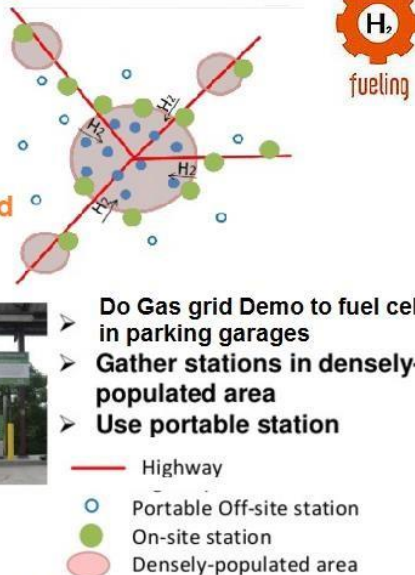 H₂
fueling
H2
H2
H2
H2
d
Do Gas grid Demo to fuel cel
in parking garages
Gather stations in densely-
populated area
Use portable station
Highway
Portable Off-site station
On-site station
Densely-populated area